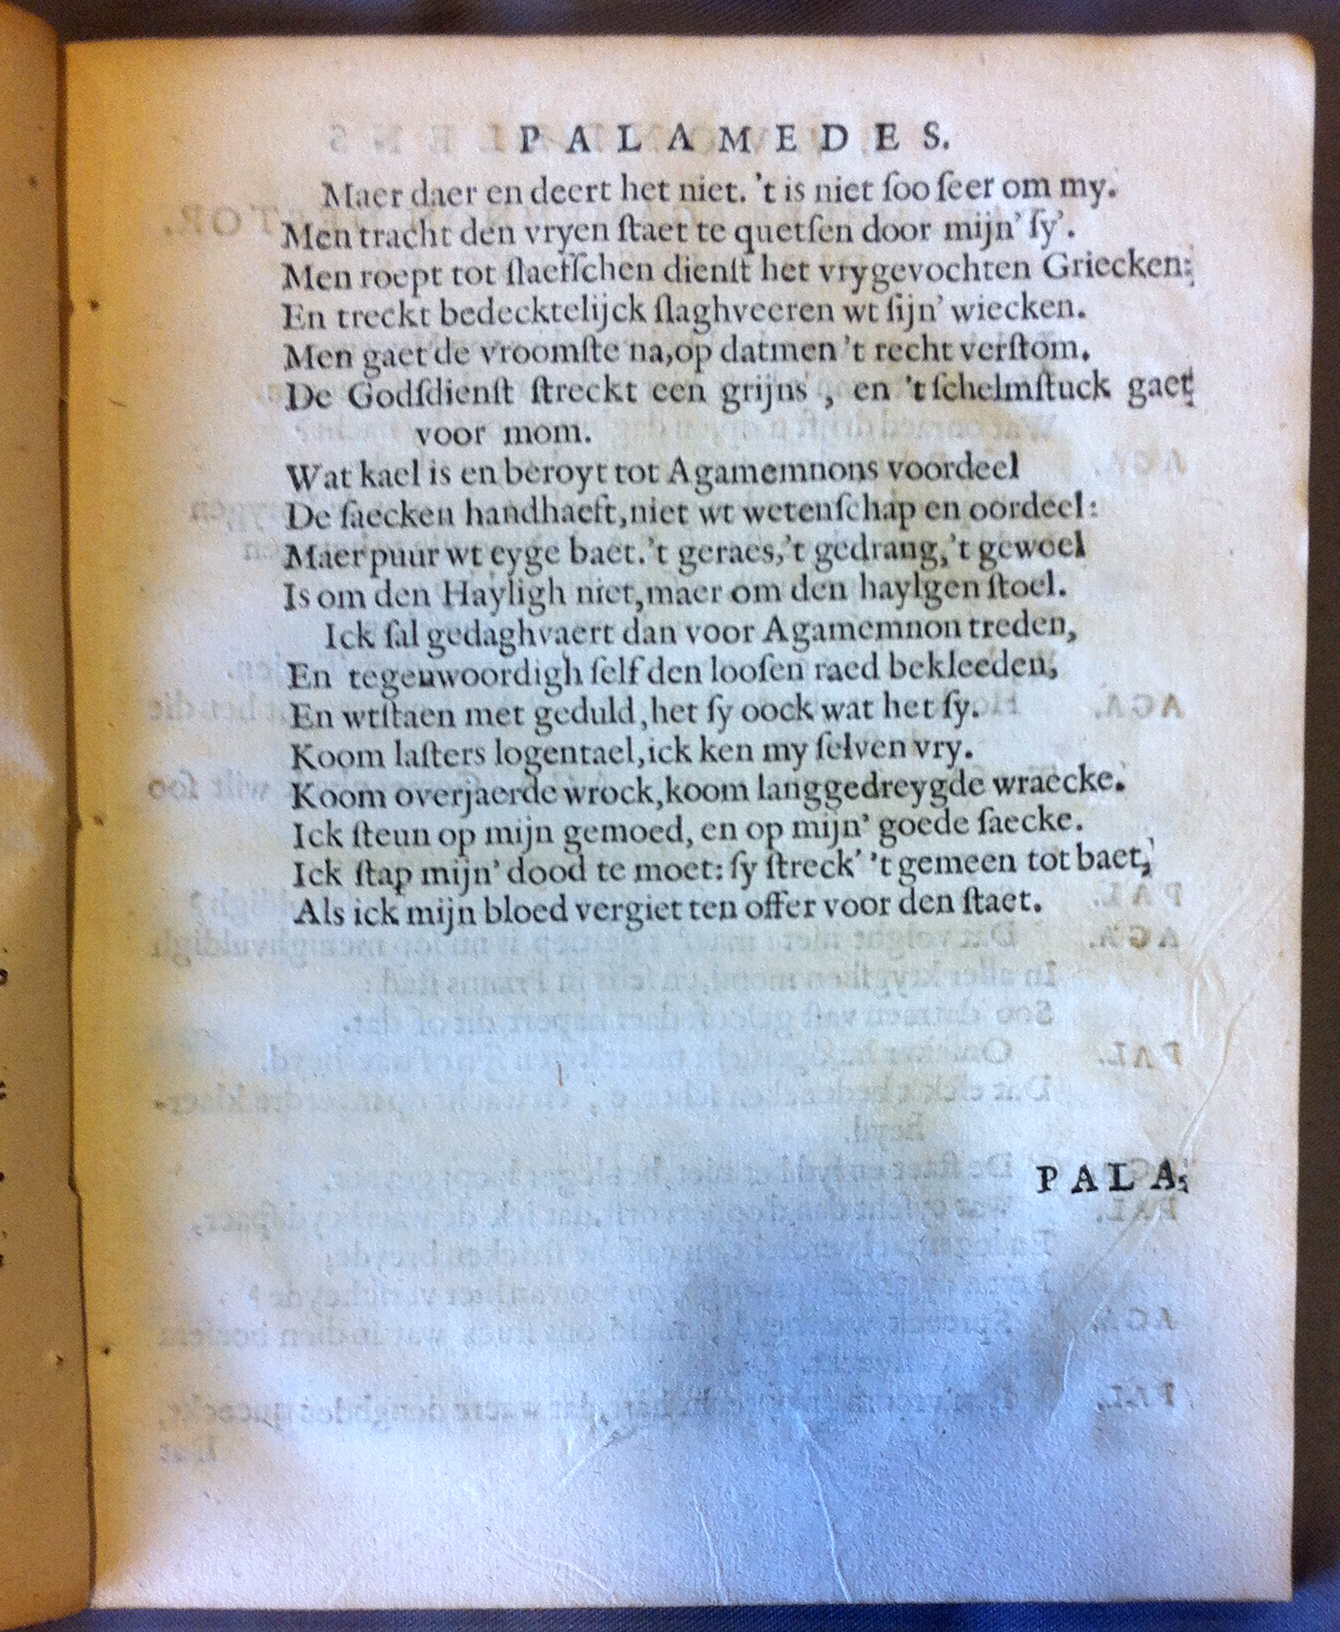 PALAMEDES.
Maer daer en deert het niet. 't is niet ſoo ſeer om my.
Men tracht den vryen ſtaet te quetſen door mijn' ſy'.
Men roept tot ſlaefſchen dienſt het vrygevochten Griecken:
En treckt bedecktelijck ſlaghveeren wt ſijn' wiecken.
Men gaet de vroomſte na, op datmen 't recht verſtom.
De Godſdienſt ſtreckt een grijns, en 't ſchelmſtuck gaet
voor mom.
Wat kael is en beroyt tot Agamemnons voordeel
De ſaecken handhaeft, niet wt wetenſchap en oordeel:
Maer puur wt eyge baet. 't geraes, 't gedrang, 't gewoel
Is om den Hayligh niet, maer om den haylgen ſtoel.
Ick ſal gedaghvaert dan voor Agamemnon treden,
En tegenwoordigh ſelf den looſen raed bekleeden,
En wtſtaen met geduld, het ſy oock wat het ſy.
Koom laſters logentael, ick ken my ſelven vry.
Koom overjaerde wrock, koom langgedreygde wraecke.
Ick ſteun op mijn gemoed, en op mijn' goede ſaecke.
Ick ſtap mijn' dood te moet: ſy ſtreck' 't gemeen tot baet,
Als ick mijn bloed vergiet ten offer voor den ſtaet.
PALA-